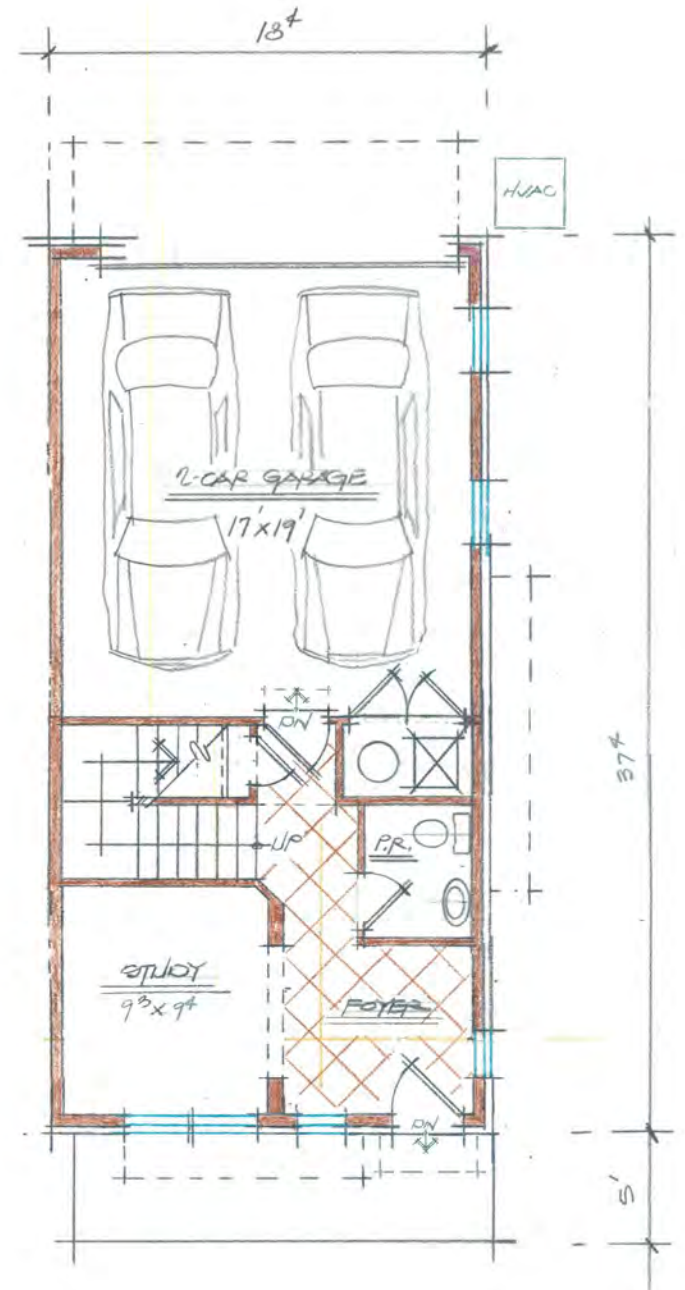 18⁴
HVAC
2-CAR GARAGE
17'x19'
DN
37⁴
UP
P.R.
STUDY
9³x9⁴
FOYER
DN
5'